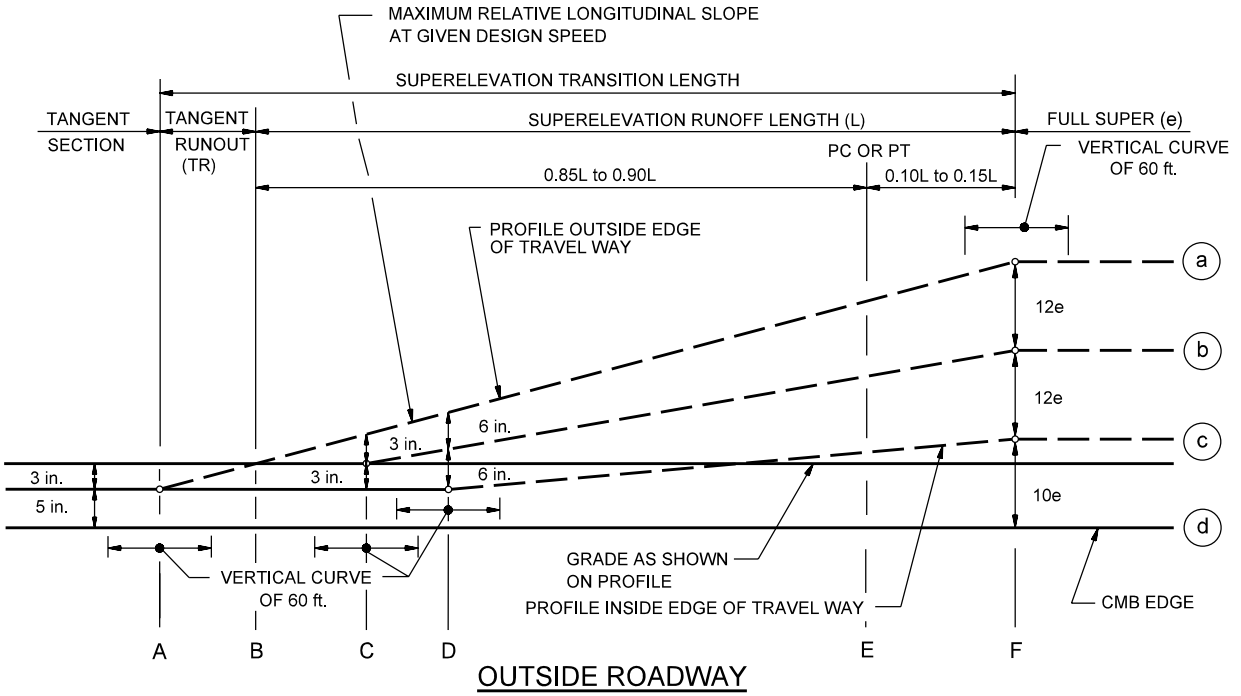 MAXIMUM RELATIVE LONGITUDINAL SLOPE
AT GIVEN DESIGN SPEED
SUPERELEVATION TRANSITION LENGTH
TANGENT
SECTION
TANGENT
RUNOUT
(TR)
SUPERELEVATION RUNOFF LENGTH (L)
FULL SUPER (e)
PC OR PT
VERTICAL CURVE
OF 60 ft.
0.85L to 0.90L
0.10L to 0.15L
PROFILE OUTSIDE EDGE
OF TRAVEL WAY
a
12e
b
12e
c
6 in.
3 in.
3 in.
3 in.
6 in.
5 in.
10e
d
VERTICAL CURVE
OF 60 ft.
GRADE AS SHOWN
ON PROFILE
PROFILE INSIDE EDGE OF TRAVEL WAY
CMB EDGE
A
B
C
D
E
F
OUTSIDE ROADWAY